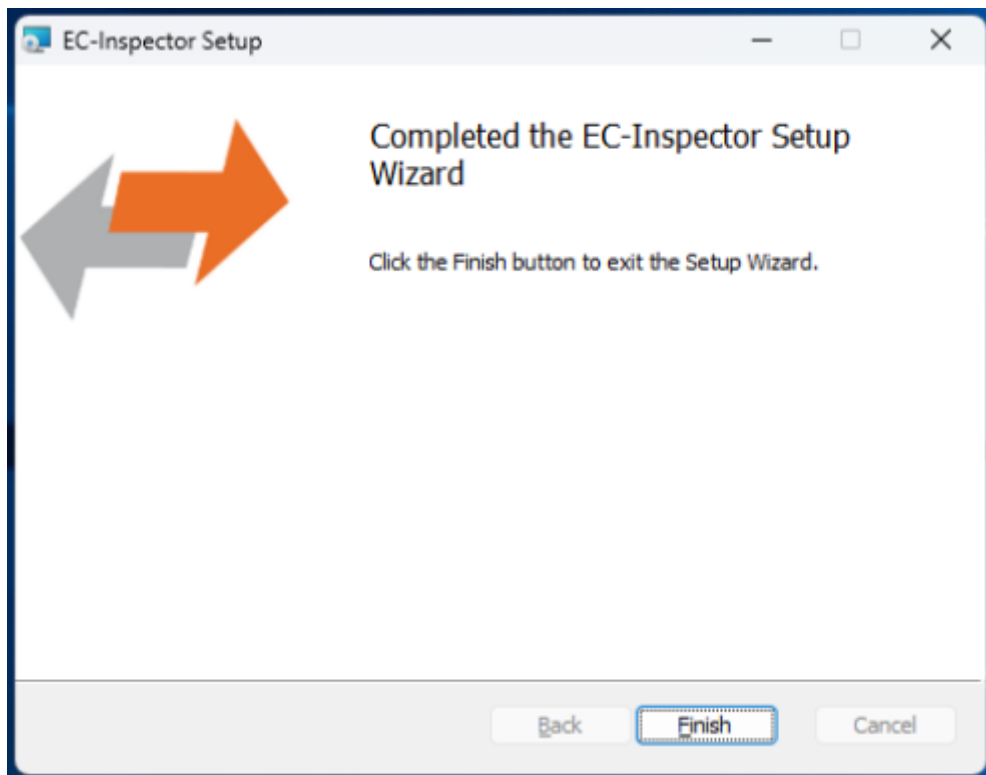 EC-Inspector Setup
Completed the EC-Inspector Setup
Wizard
Click the Finish button to exit the Setup Wizard.
Back Finish Cancel